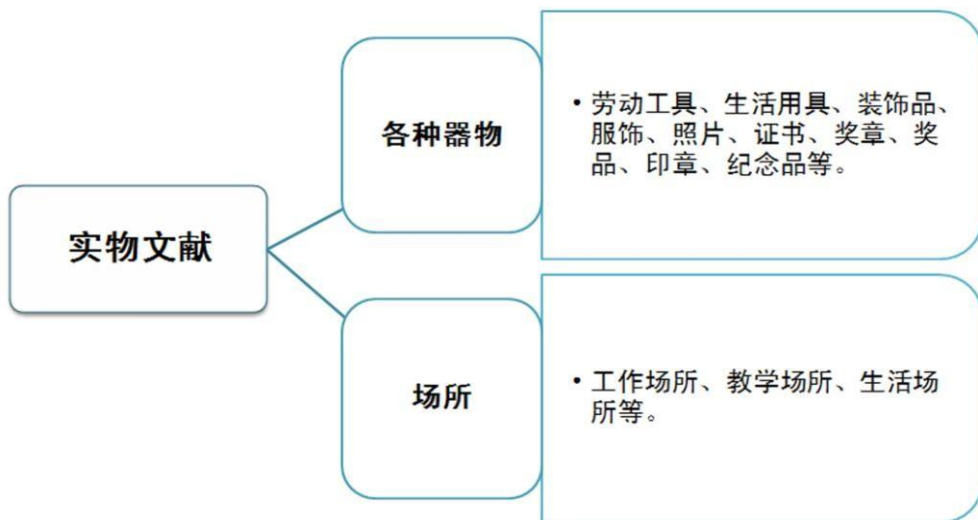 实物文献
各种器物
• 劳动工具、生活用具、装饰品、
服饰、照片、证书、奖章、奖
品、印章、纪念品等。
场所
• 工作场所、教学场所、生活场
所等。